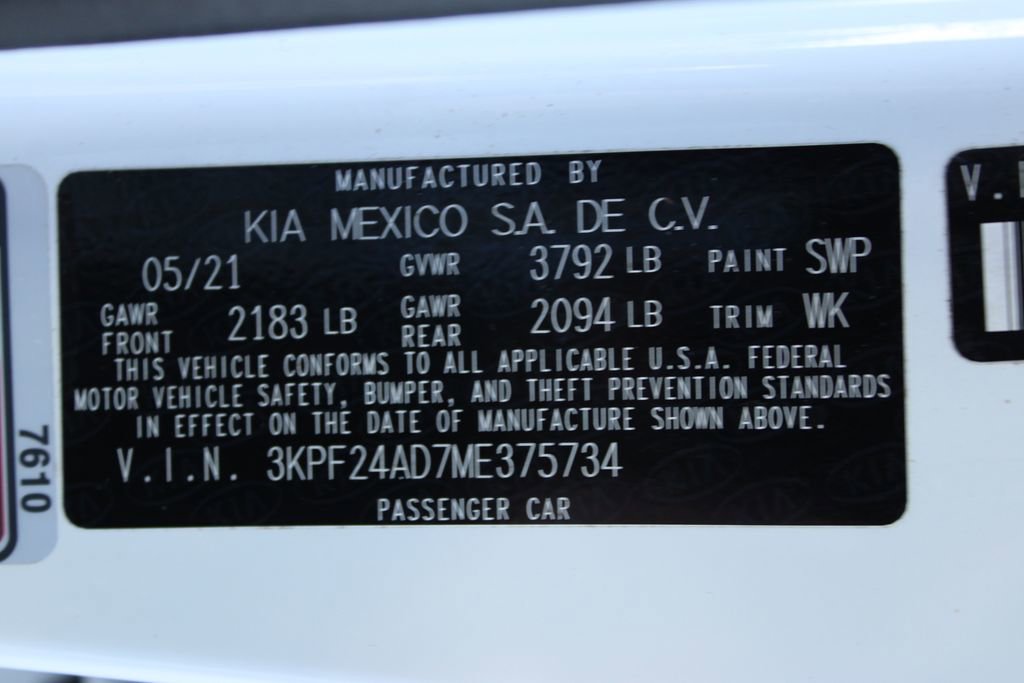 MANUFACTURED BY
KIA MEXICO S.A. DE C.V.
05/21 GVWR 3792 LB PAINT SWP
GAWR FRONT 2183 LB GAWR REAR 2094 LB TRIM WK
THIS VEHICLE CONFORMS TO ALL APPLICABLE U.S.A. FEDERAL
MOTOR VEHICLE SAFETY, BUMPER, AND THEFT PREVENTION STANDARDS
IN EFFECT ON THE DATE OF MANUFACTURE SHOWN ABOVE.
V.I.N. 3KPF24AD7ME375734
PASSENGER CAR
7610
V.